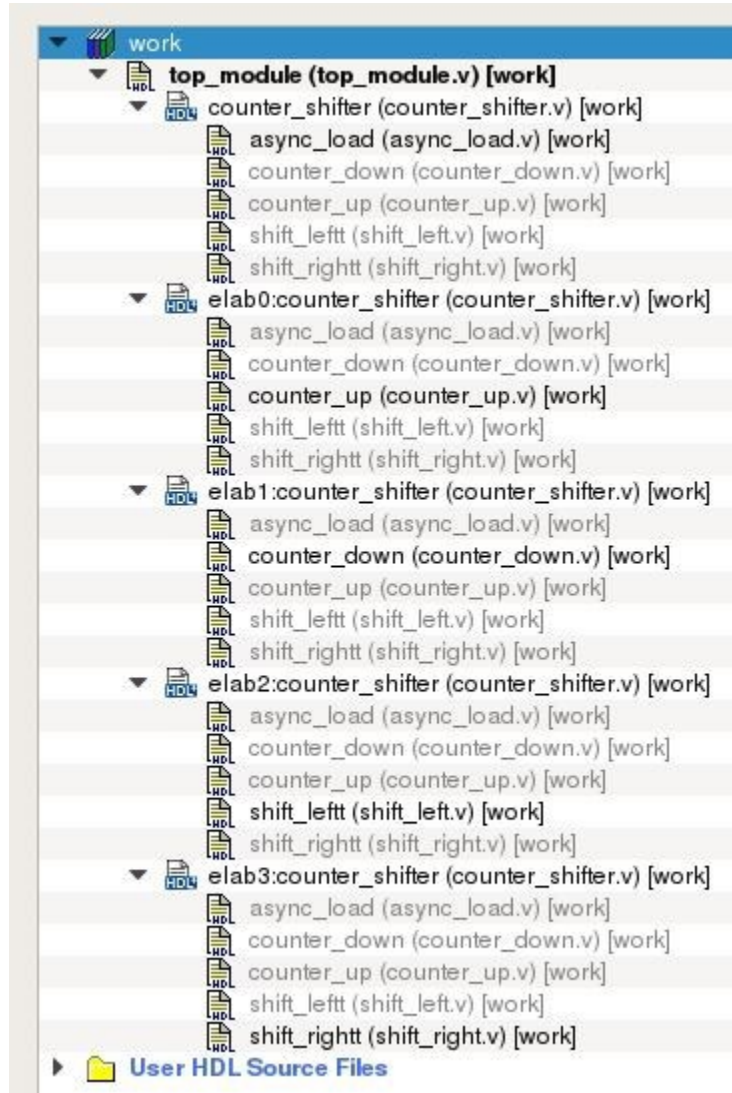 work
top_module (top_module.v) [work]
counter_shifter (counter_shifter.v) [work]
async_load (async_load.v) [work]
counter_down (counter_down.v) [work]
counter_up (counter_up.v) [work]
shift_leftt (shift_left.v) [work]
shift_rightt (shift_right.v) [work]
elab0:counter_shifter (counter_shifter.v) [work]
async_load (async_load.v) [work]
counter_down (counter_down.v) [work]
counter_up (counter_up.v) [work]
shift_leftt (shift_left.v) [work]
shift_rightt (shift_right.v) [work]
elab1:counter_shifter (counter_shifter.v) [work]
async_load (async_load.v) [work]
counter_down (counter_down.v) [work]
counter_up (counter_up.v) [work]
shift_leftt (shift_left.v) [work]
shift_rightt (shift_right.v) [work]
elab2:counter_shifter (counter_shifter.v) [work]
async_load (async_load.v) [work]
counter_down (counter_down.v) [work]
counter_up (counter_up.v) [work]
shift_leftt (shift_left.v) [work]
shift_rightt (shift_right.v) [work]
elab3:counter_shifter (counter_shifter.v) [work]
async_load (async_load.v) [work]
counter_down (counter_down.v) [work]
counter_up (counter_up.v) [work]
shift_leftt (shift_left.v) [work]
shift_rightt (shift_right.v) [work]
User HDL Source Files